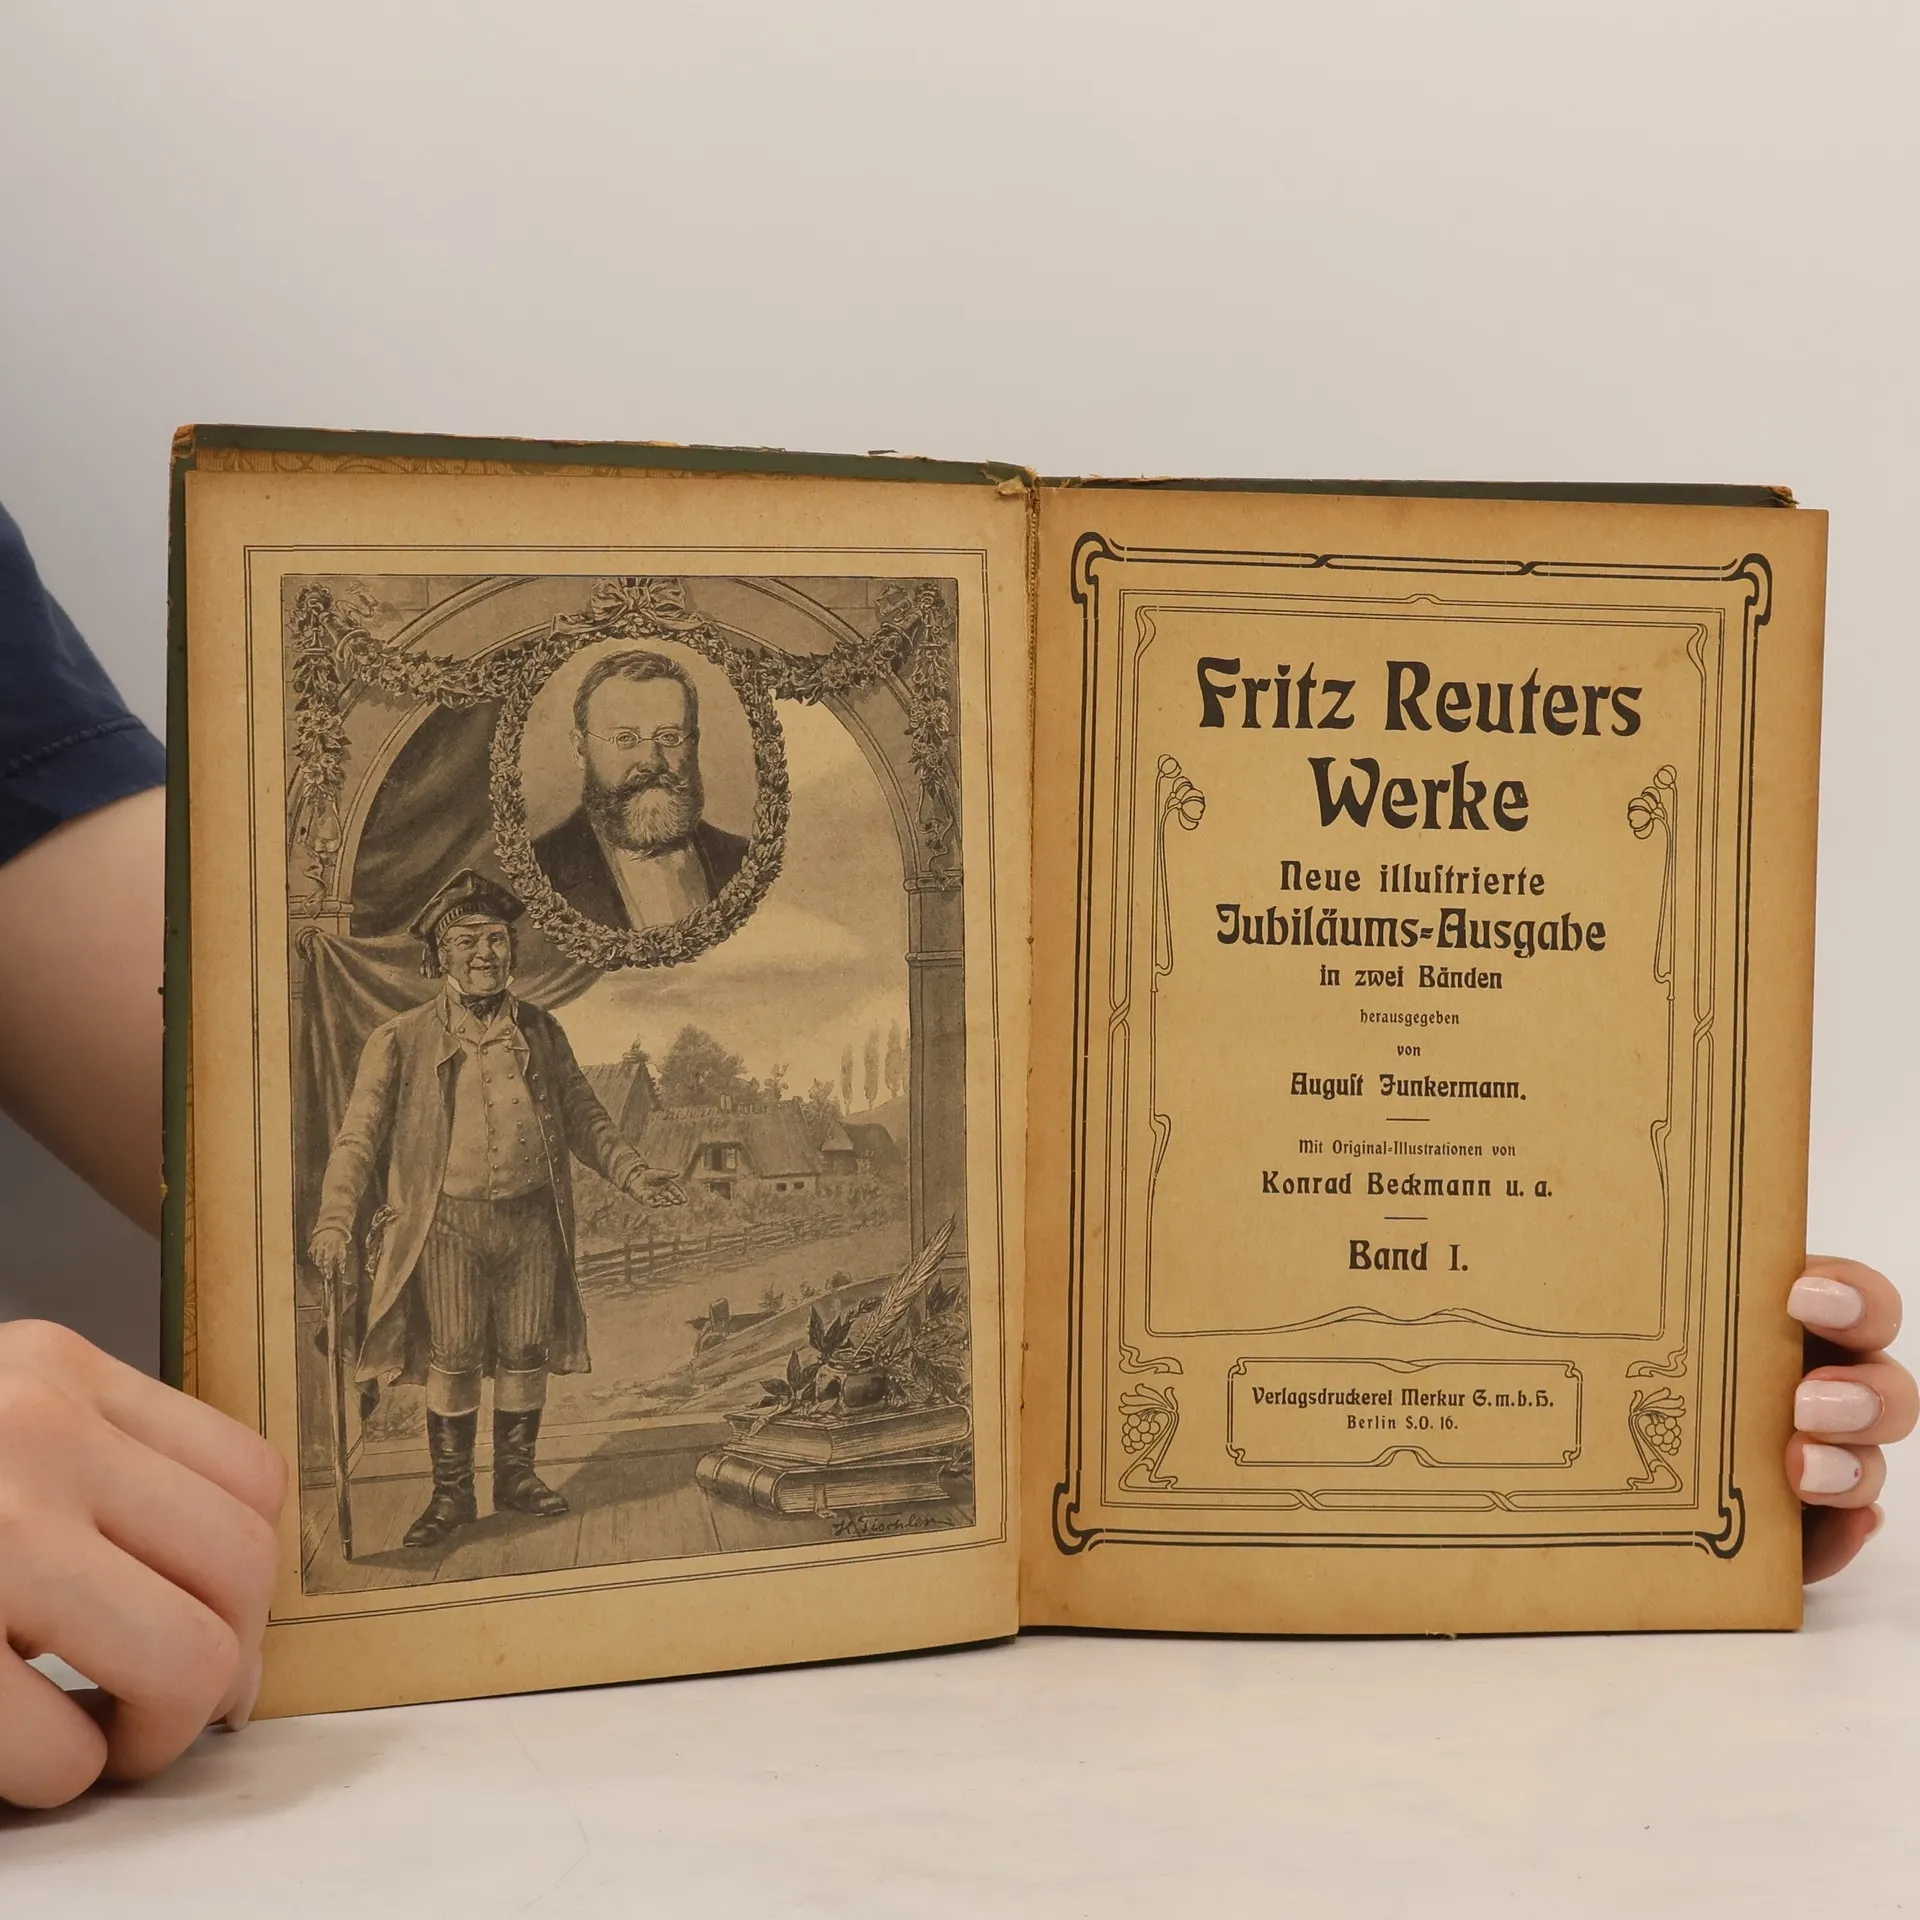 H. Tischler
Fritz Reuters
Werke
Neue illuſtrierte
Jubiläums-Ausgabe
in zwei Bänden
herausgegeben
von
Auguſt Junkermann.
Mit Original-Illustrationen von
Konrad Beckmann u. a.
Band I.
Verlagsdruckerei Merkur G.m.b.H.
Berlin S.O. 16.